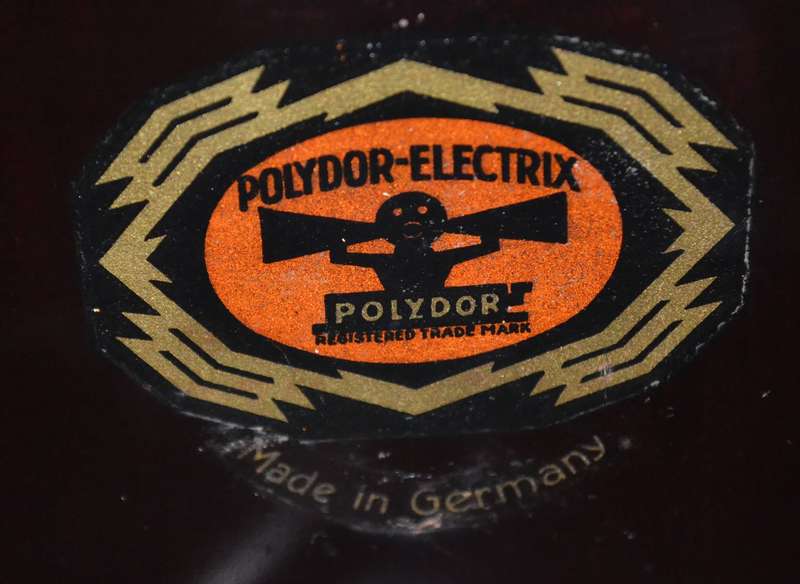 POLYDOR-ELECTRIX
POLYDOR
REGISTERED TRADE MARK
Made in Germany